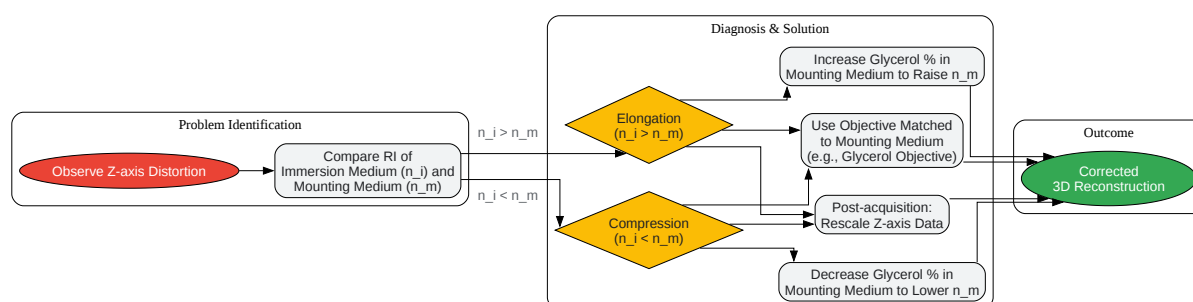 Problem Identification
Observe Z-axis Distortion
Compare RI of
Immersion Medium (n_i) and
Mounting Medium (n_m)
n_i > n_m
n_i < n_m
Diagnosis & Solution
Elongation
(n_i > n_m)
Compression
(n_i < n_m)
Increase Glycerol % in
Mounting Medium to Raise n_m
Use Objective Matched
to Mounting Medium
(e.g., Glycerol Objective)
Post-acquisition:
Rescale Z-axis Data
Decrease Glycerol % in
Mounting Medium to Lower n_m
Outcome
Corrected
3D Reconstruction